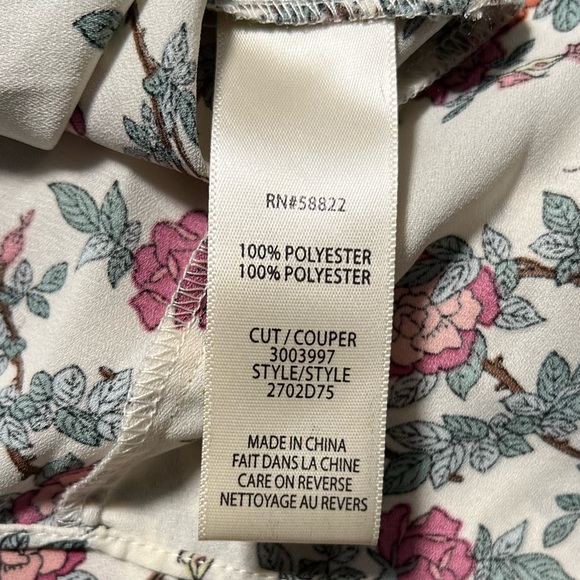 RN#58822
100% POLYESTER
100% POLYESTER
CUT/COUPER
3003997
STYLE/STYLE
2702D75
MADE IN CHINA
FAIT DANS LA CHINE
CARE ON REVERSE
NETTOYAGE AU REVERS